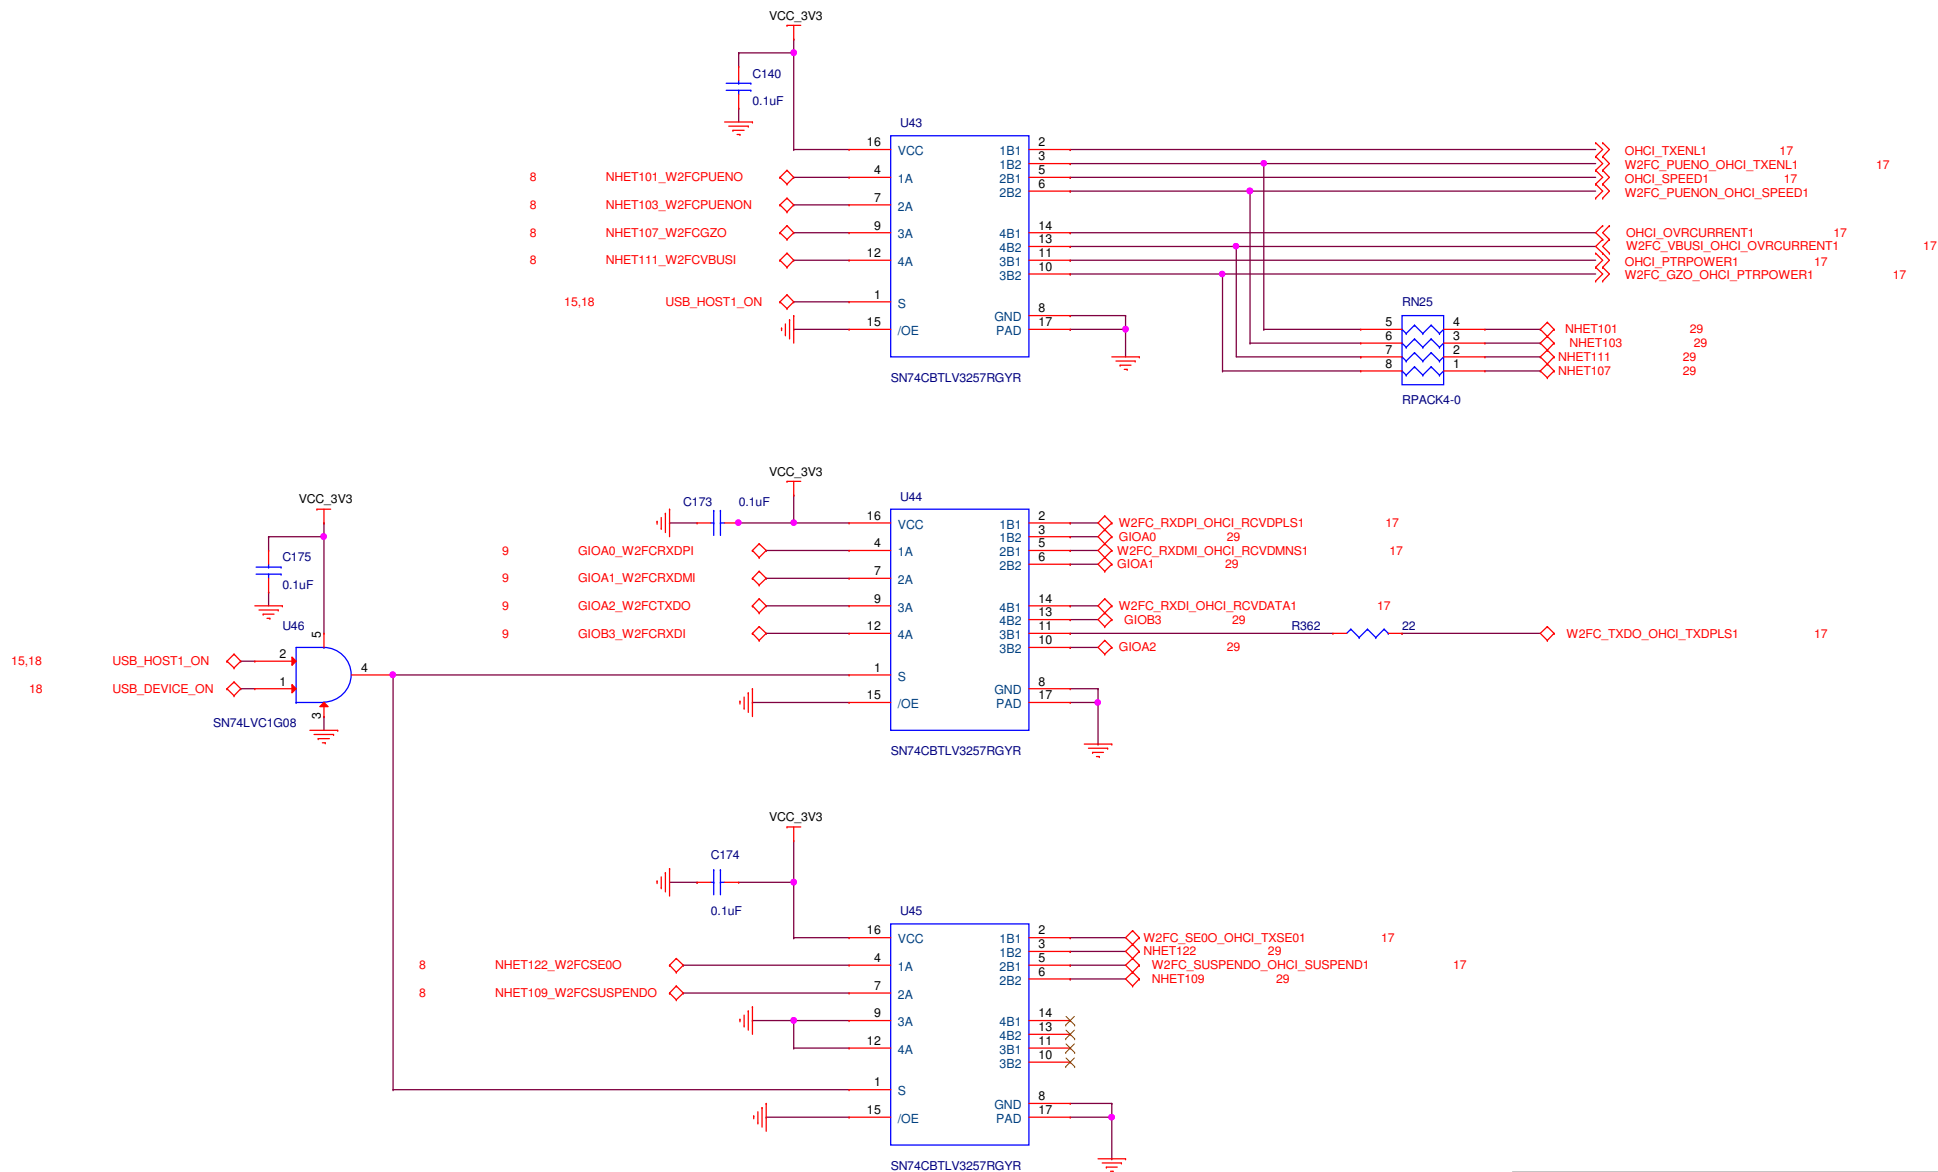 VCC_3V3
C140
0.1uF
U43
16 VCC 1B1 2 OHCI_TXENL1 17
1B2 3 W2FC_PUENO_OHCI_TXENL1 17
8 NHET101_W2FCPUENO 4 1A 2B1 5 OHCI_SPEED1 17
2B2 6 W2FC_PUENON_OHCI_SPEED1
8 NHET103_W2FCPUENON 7 2A
8 NHET107_W2FCGZO 9 3A 4B1 14 OHCI_OVRCURRENT1 17
4B2 13 W2FC_VBUSI_OHCI_OVRCURRENT1 17
8 NHET111_W2FCVBUSI 12 4A 3B1 11 OHCI_PTRPOWER1 17
3B2 10 W2FC_GZO_OHCI_PTRPOWER1 17
15,18 USB_HOST1_ON 1 S RN25
GND 8
15 /OE PAD 17 5 4 NHET101 29
6 3 NHET103 29
7 2 NHET111 29
8 1 NHET107 29
SN74CBTLV3257RGYR
RPACK4-0
VCC_3V3
C173 0.1uF
U44
16 VCC 1B1 2 W2FC_RXDPI_OHCI_RCVDPLS1 17
1B2 3 GIOA0 29
9 GIOA0_W2FCRXDPI 4 1A 2B1 5 W2FC_RXDMI_OHCI_RCVDMNS1 17
2B2 6 GIOA1 29
9 GIOA1_W2FCRXDMI 7 2A
9 GIOA2_W2FCTXDO 9 3A 4B1 14 W2FC_RXDI_OHCI_RCVDATA1 17
4B2 13 GIOB3 29
9 GIOB3_W2FCRXDI 12 4A 3B1 11 R362 22 W2FC_TXDO_OHCI_TXDPLS1 17
3B2 10 GIOA2 29
1 S
GND 8
15 /OE PAD 17
SN74CBTLV3257RGYR
VCC_3V3
C175
0.1uF
U46
5
15,18 USB_HOST1_ON 2
4
18 USB_DEVICE_ON 1
3
SN74LVC1G08
VCC_3V3
C174
0.1uF
U45
16 VCC 1B1 2 W2FC_SE0O_OHCI_TXSE01 17
1B2 3 NHET122 29
8 NHET122_W2FCSE0O 4 1A 2B1 5 W2FC_SUSPENDO_OHCI_SUSPEND1 17
2B2 6 NHET109 29
8 NHET109_W2FCSUSPENDO 7 2A
9 3A 4B1 14
4B2 13
12 4A 3B1 11
3B2 10
1 S
GND 8
15 /OE PAD 17
SN74CBTLV3257RGYR